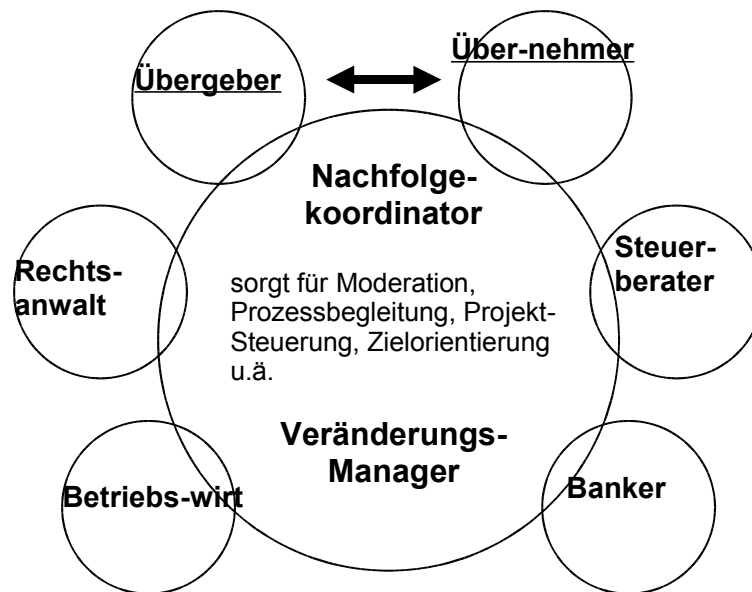 Übergeber
Über-nehmer
Nachfolge-
koordinator
Rechts-
anwalt
Steuer-
berater
sorgt für Moderation,
Prozessbegleitung, Projekt-
Steuerung, Zielorientierung
u.ä.
Veränderungs-
Manager
Betriebs-wirt
Banker